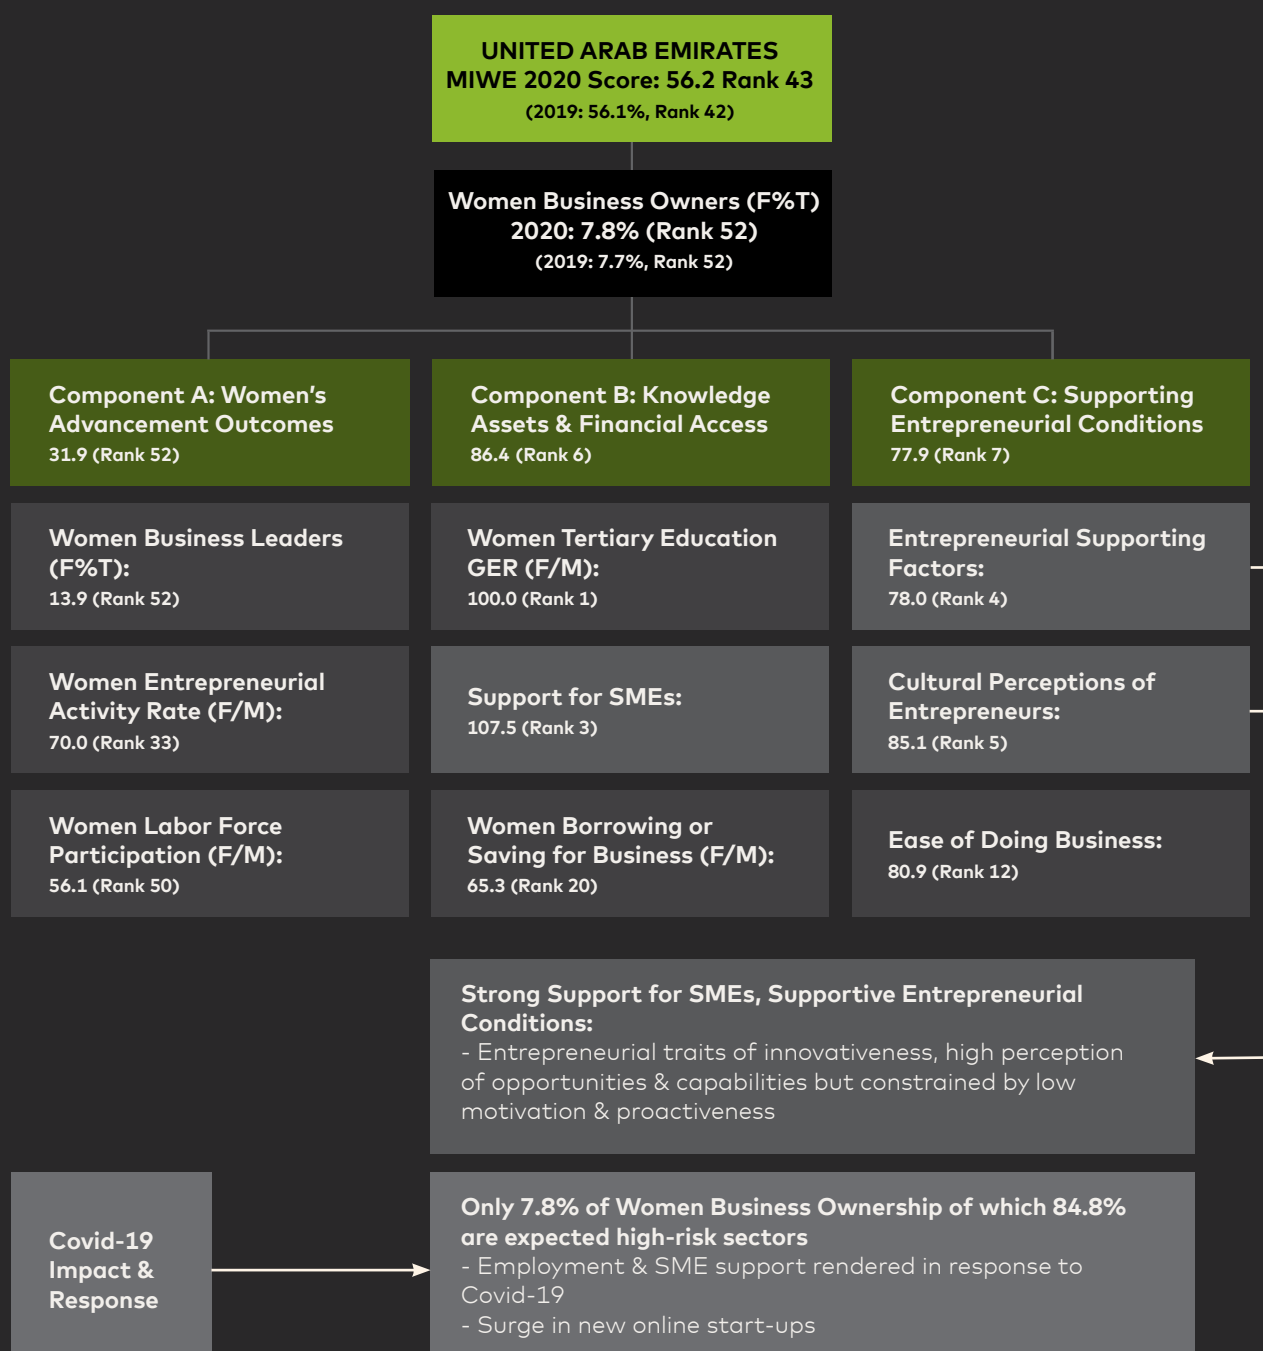 UNITED ARAB EMIRATES
MIWE 2020 Score: 56.2 Rank 43
(2019: 56.1%, Rank 42)
Women Business Owners (F%T)
2020: 7.8% (Rank 52)
(2019: 7.7%, Rank 52)
Component A: Women's
Advancement Outcomes
31.9 (Rank 52)
Women Business Leaders
(F%T):
13.9 (Rank 52)
Women Entrepreneurial
Activity Rate (F/M):
70.0 (Rank 33)
Women Labor Force
Participation (F/M):
56.1 (Rank 50)
Component B: Knowledge
Assets & Financial Access
86.4 (Rank 6)
Women Tertiary Education
GER (F/M):
100.0 (Rank 1)
Support for SMEs:
107.5 (Rank 3)
Women Borrowing or
Saving for Business (F/M):
65.3 (Rank 20)
Component C: Supporting
Entrepreneurial Conditions
77.9 (Rank 7)
Entrepreneurial Supporting
Factors:
78.0 (Rank 4)
Cultural Perceptions of
Entrepreneurs:
85.1 (Rank 5)
Ease of Doing Business:
80.9 (Rank 12)
Strong Support for SMEs, Supportive Entrepreneurial
Conditions:
- Entrepreneurial traits of innovativeness, high perception
of opportunities & capabilities but constrained by low
motivation & proactiveness
Covid-19
Impact &
Response
Only 7.8% of Women Business Ownership of which 84.8%
are expected high-risk sectors
- Employment & SME support rendered in response to
Covid-19
- Surge in new online start-ups